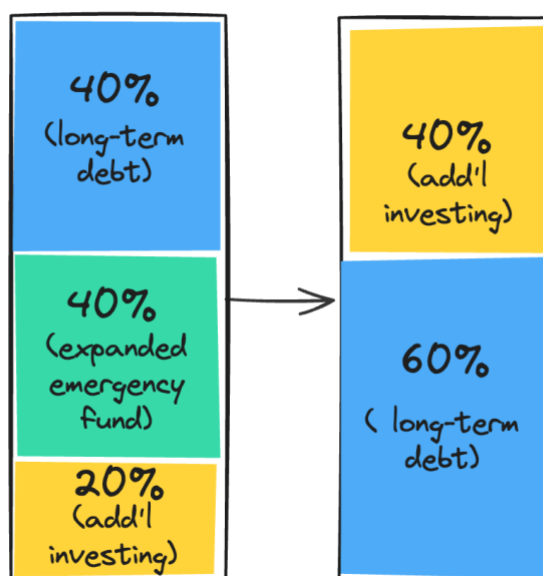 40%
(long-term
debt)
40%
(expanded
emergency
fund)
20%
(add'l
investing)
40%
(add'l
investing)
60%
( long-term
debt)